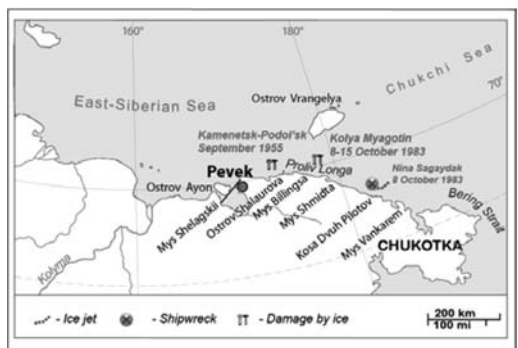 160°
180°
Chukchi Sea
70°
East-Siberian Sea
Ostrov Vrangelya
Kamenetsk-Podol'sk
September 1955
Kolya Myagotin
8-15 October 1983
Proliv Longa
Nina Sagaydak
8 October 1983
Pevek
Ostrov Ayon
Bering Strait
Mys Shelagskii
Ostrov Shalaurova
Mys Billingsa
Mys Shmidta
Kosa Dvuh Pilotov
Mys Vankarem
CHUKOTKA
Kolyma
- Ice jet
- Shipwreck
- Damage by ice
200 km
100 mi